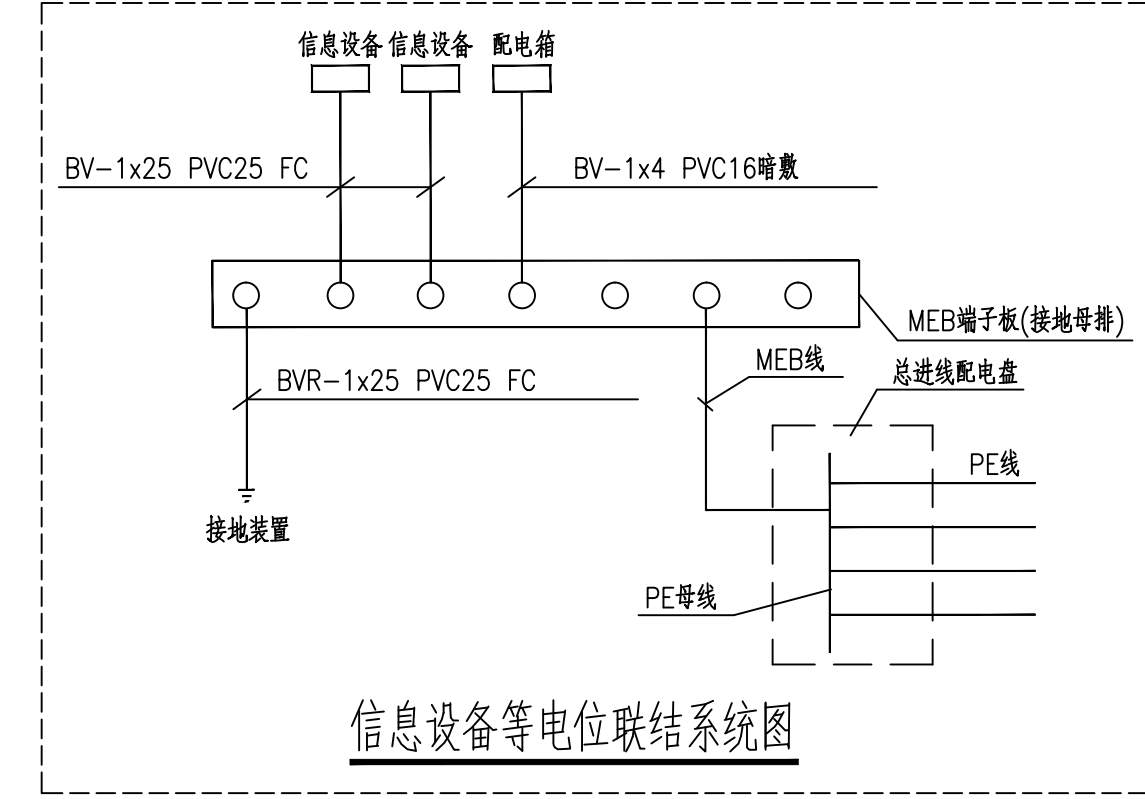 信息设备 信息设备 配电箱
BV-1x25 PVC25 FC
BV-1x4 PVC16暗敷
MEB端子板(接地母排)
MEB线
总进线配电盘
BVR-1x25 PVC25 FC
PE线
接地装置
PE母线
信息设备等电位联结系统图